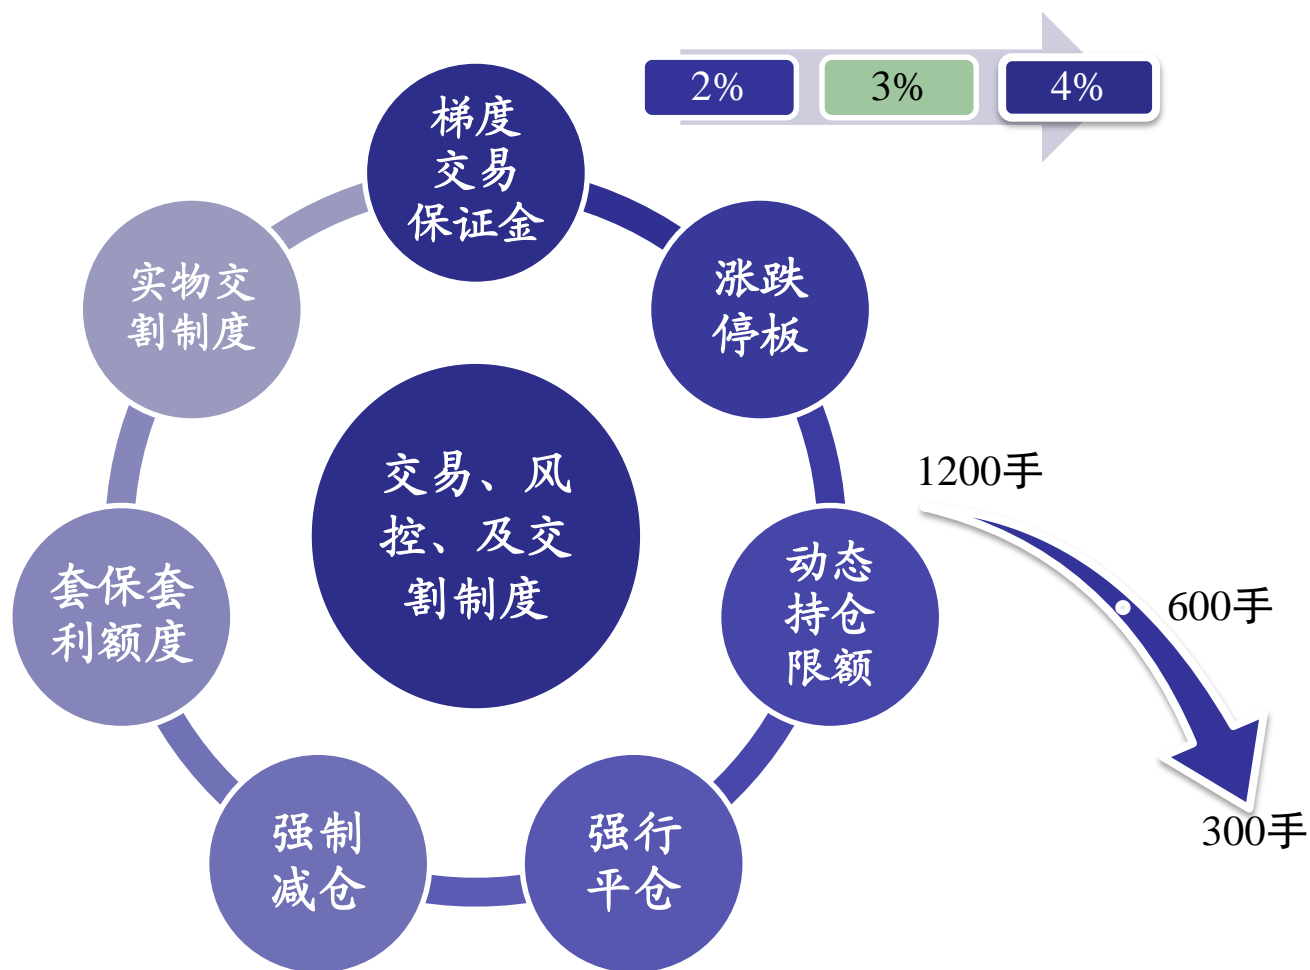 2%
3%
4%
梯度
交易
保证金
涨跌
停板
动态
持仓
限额
强行
平仓
强制
减仓
套保套
利额度
实物交
割制度
交易、风
控、及交
割制度
1200手
600手
300手